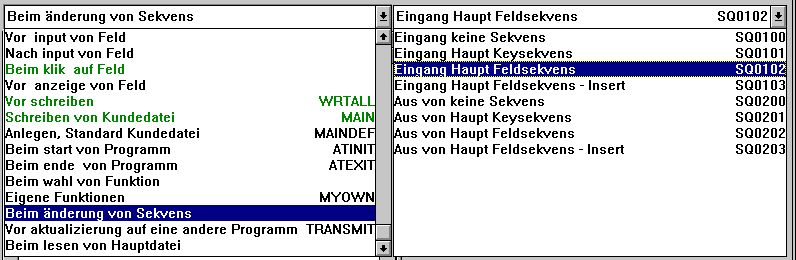 Beim änderung von Sekvens
Vor input von Feld
Nach input von Feld
Beim klik auf Feld
Vor anzeige von Feld
Vor schreiben WRTALL
Schreiben von Kundedatei MAIN
Anlegen, Standard Kundedatei MAINDEF
Beim start von Programm ATINIT
Beim ende von Programm ATEXIT
Beim wahl von Funktion
Eigene Funktionen MYOWN
Beim änderung von Sekvens
Vor aktualizierung auf eine andere Programm TRANSMIT
Beim lesen von Hauptdatei
Eingang Haupt Feldsekvens SQ0102
Eingang keine Sekvens SQ0100
Eingang Haupt Keysekvens SQ0101
Eingang Haupt Feldsekvens SQ0102
Eingang Haupt Feldsekvens - Insert SQ0103
Aus von keine Sekvens SQ0200
Aus von Haupt Keysekvens SQ0201
Aus von Haupt Feldsekvens SQ0202
Aus von Haupt Feldsekvens - Insert SQ0203